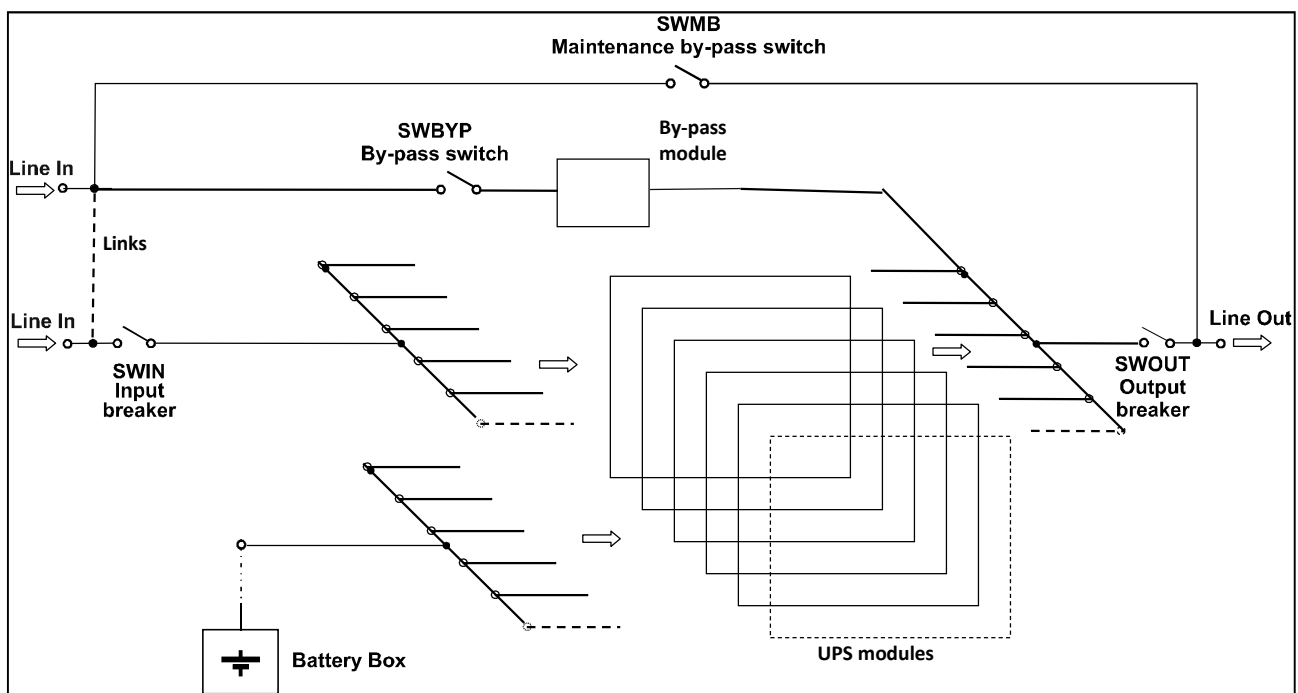 SWMB
Maintenance by-pass switch
SWBYP
By-pass switch
By-pass
module
Line In
Links
Line In
SWIN
Input
breaker
Line Out
SWOUT
Output
breaker
Battery Box
UPS modules